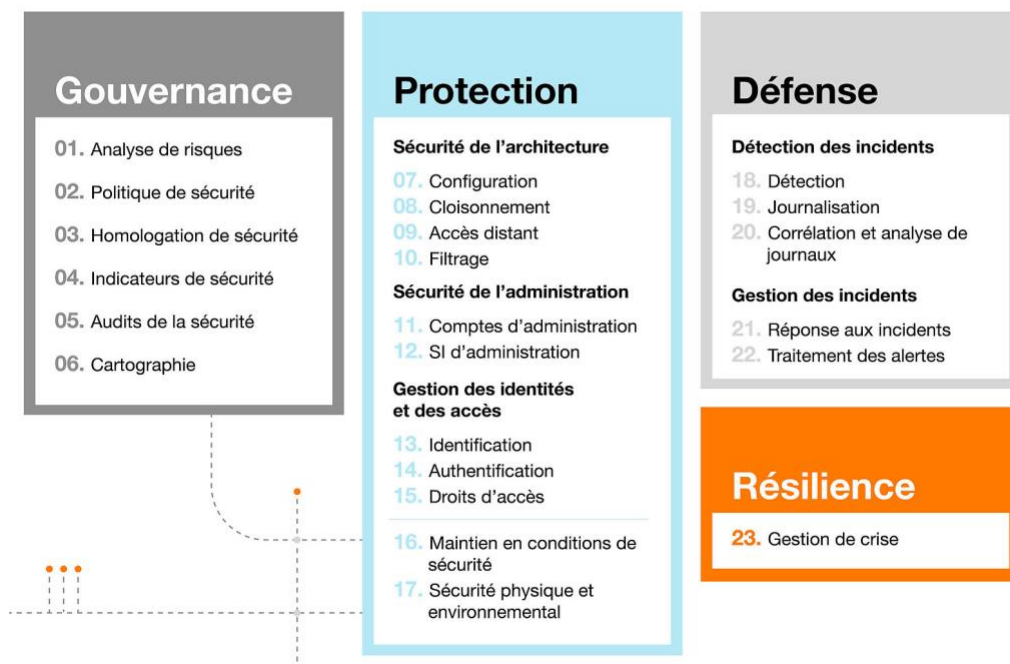 Gouvernance
01. Analyse de risques
02. Politique de sécurité
03. Homologation de sécurité
04. Indicateurs de sécurité
05. Audits de la sécurité
06. Cartographie
Protection
Sécurité de l'architecture
07. Configuration
08. Cloisonnement
09. Accès distant
10. Filtrage
Sécurité de l'administration
11. Comptes d'administration
12. SI d'administration
Gestion des identités
et des accès
13. Identification
14. Authentification
15. Droits d'accès
16. Maintien en conditions de
sécurité
17. Sécurité physique et
environnemental
Défense
Détection des incidents
18. Détection
19. Journalisation
20. Corrélation et analyse de
journaux
Gestion des incidents
21. Réponse aux incidents
22. Traitement des alertes
Résilience
23. Gestion de crise